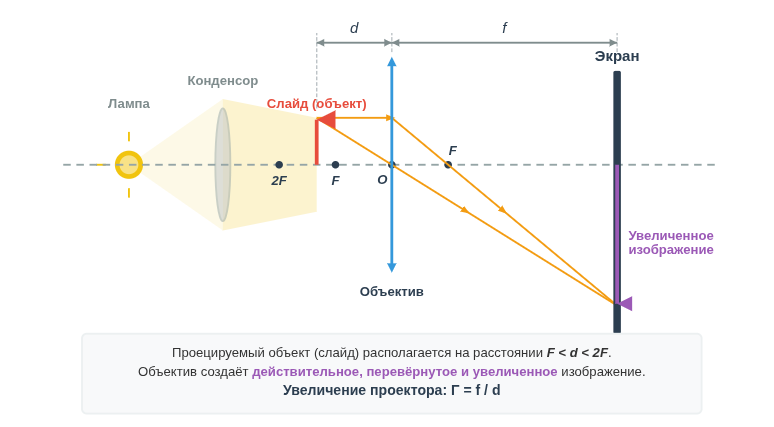 d
f
Экран
Конденсор
Лампа
Слайд (объект)
F
2F
F
O
Увеличенное
изображение
Объектив
Проецируемый объект (слайд) располагается на расстоянии F < d < 2F.
Объектив создаёт действительное, перевёрнутое и увеличенное изображение.
Увеличение проектора: Г = f / d